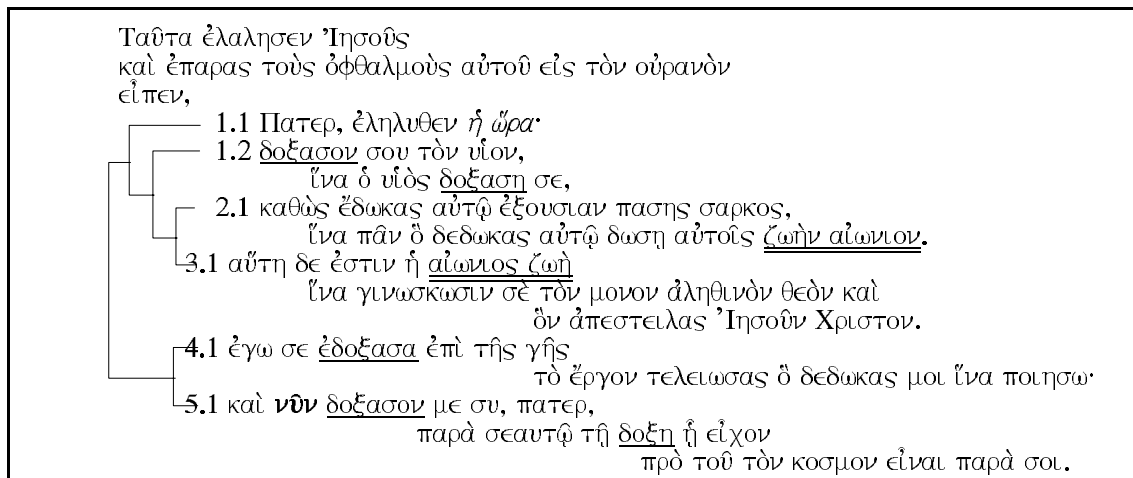 Ταῦτα ἐλαλησεν Ἰησοῦς
καὶ ἐπαρας τοὺς ὀφθαλμοὺς αὐτοῦ εἰς τὸν οὐρανὸν
εἶπεν,
1.1 Πατερ, ἐληλυθεν ἡ ὥρα·
1.2 δοξασον σου τὸν υἱον,
ἵνα ὁ υἱὸς δοξαση σε,
2.1 καθὼς ἔδωκας αὐτῷ ἐξουσιαν πασης σαρκος,
ἵνα πᾶν ὃ δεδωκας αὐτῷ δωσῃ αὐτοῖς ζωὴν αἰωνιον.
3.1 αὕτη δε ἐστιν ἡ αἰωνιος ζωὴ
ἵνα γινωσκωσιν σὲ τὸν μονον ἀληθινὸν θεὸν καὶ
ὃν ἀπεστειλας Ἰησοῦν Χριστον.
4.1 ἐγω σε ἐδοξασα ἐπὶ τῆς γῆς
τὸ ἔργον τελειωσας ὃ δεδωκας μοι ἵνα ποιησω·
5.1 καὶ νῦν δοξασον με συ, πατερ,
παρὰ σεαυτῷ τῇ δοξῃ ᾗ εἶχον
πρὸ τοῦ τὸν κοσμον εἶναι παρὰ σοι.